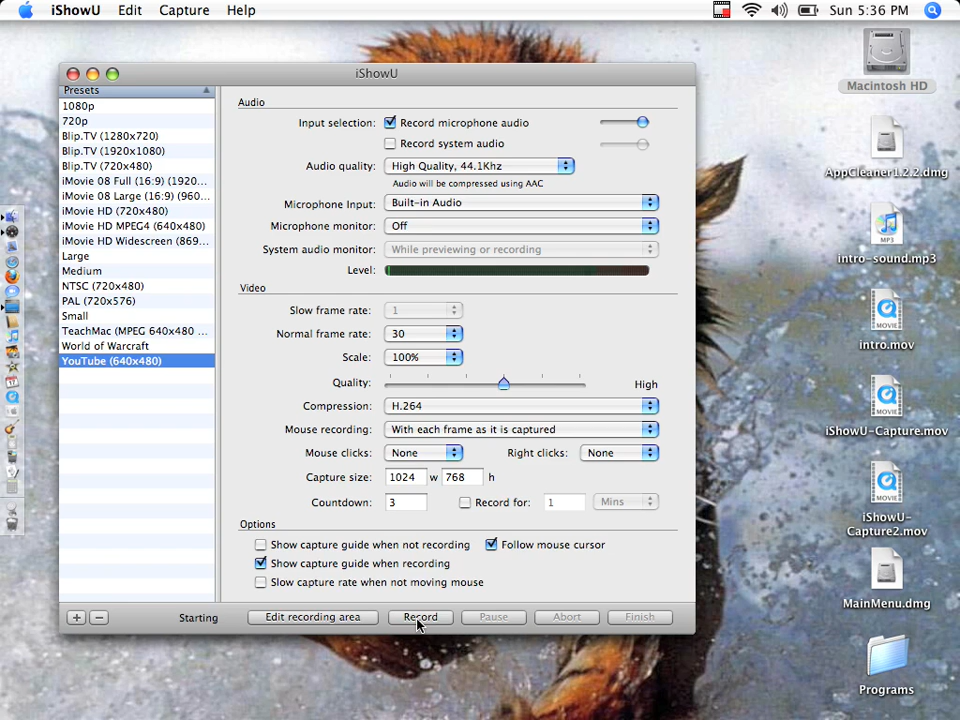 iShowU Edit Capture Help Sun 5:36 PM
iShowU
Presets
1080p
720p
Blip.TV (1280x720)
Blip.TV (1920x1080)
Blip.TV (720x480)
iMovie 08 Full (16:9) (1920...
iMovie 08 Large (16:9) (960...
iMovie HD (720x480)
iMovie HD MPEG4 (640x480)
iMovie HD Widescreen (869...
Large
Medium
NTSC (720x480)
PAL (720x576)
Small
TeachMac (MPEG 640x480 ...
World of Warcraft
YouTube (640x480)
Audio
Input selection: Record microphone audio
Record system audio
Audio quality: High Quality, 44.1Khz
Audio will be compressed using AAC
Microphone Input: Built-in Audio
Microphone monitor: Off
System audio monitor: While previewing or recording
Level:
Video
Slow frame rate: 1
Normal frame rate: 30
Scale: 100%
Quality: High
Compression: H.264
Mouse recording: With each frame as it is captured
Mouse clicks: None Right clicks: None
Capture size: 1024 w 768 h
Countdown: 3 Record for: 1 Mins
Options
Show capture guide when not recording Follow mouse cursor
Show capture guide when recording
Slow capture rate when not moving mouse
+ − Starting Edit recording area Record Pause Abort Finish
Macintosh HD
AppCleaner1.2.2.dmg
MP3
intro-sound.mp3
MOVIE
intro.mov
MOVIE
iShowU-Capture.mov
MOVIE
iShowU-
Capture2.mov
MainMenu.dmg
Programs